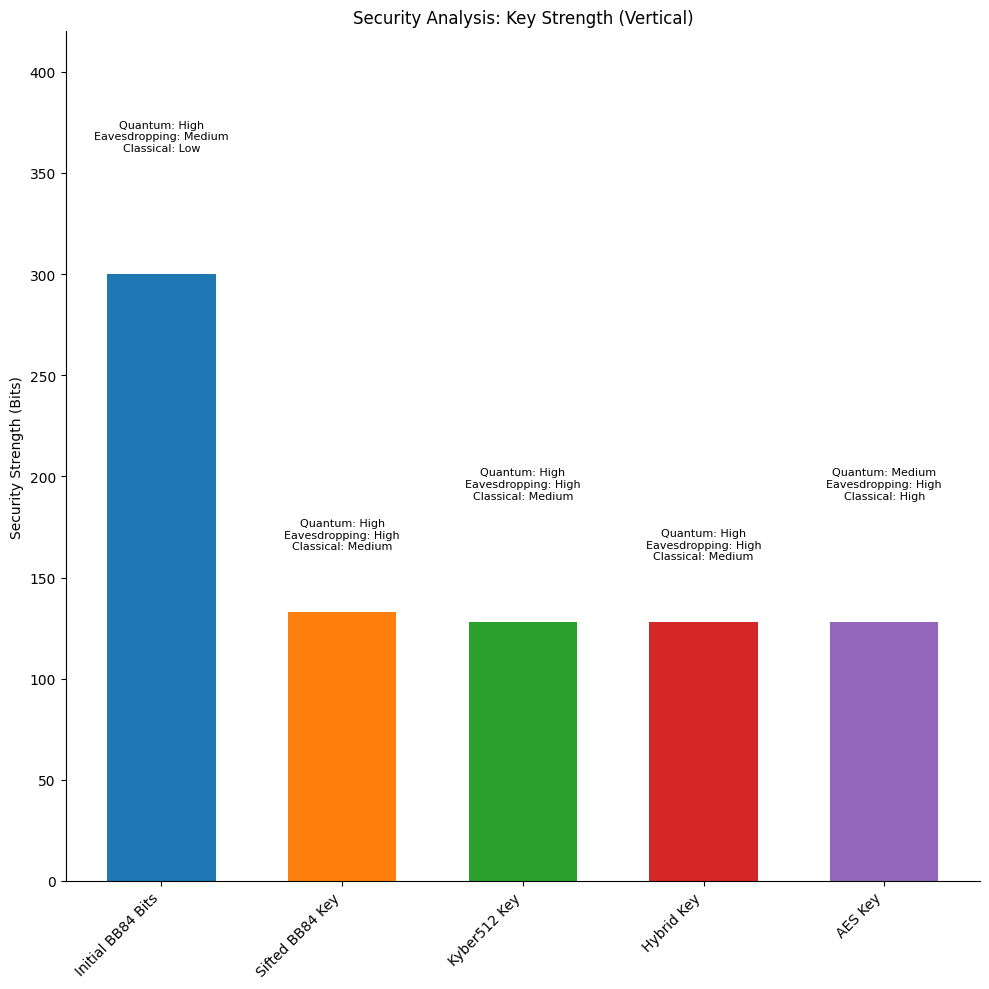 Security Analysis: Key Strength (Vertical)
Security Strength (Bits)
400
350
300
250
200
150
100
50
0
Quantum: High
Eavesdropping: Medium
Classical: Low
Quantum: High
Eavesdropping: High
Classical: Medium
Quantum: High
Eavesdropping: High
Classical: Medium
Quantum: High
Eavesdropping: High
Classical: Medium
Quantum: Medium
Eavesdropping: High
Classical: High
Initial BB84 Bits
Sifted BB84 Key
Kyber512 Key
Hybrid Key
AES Key